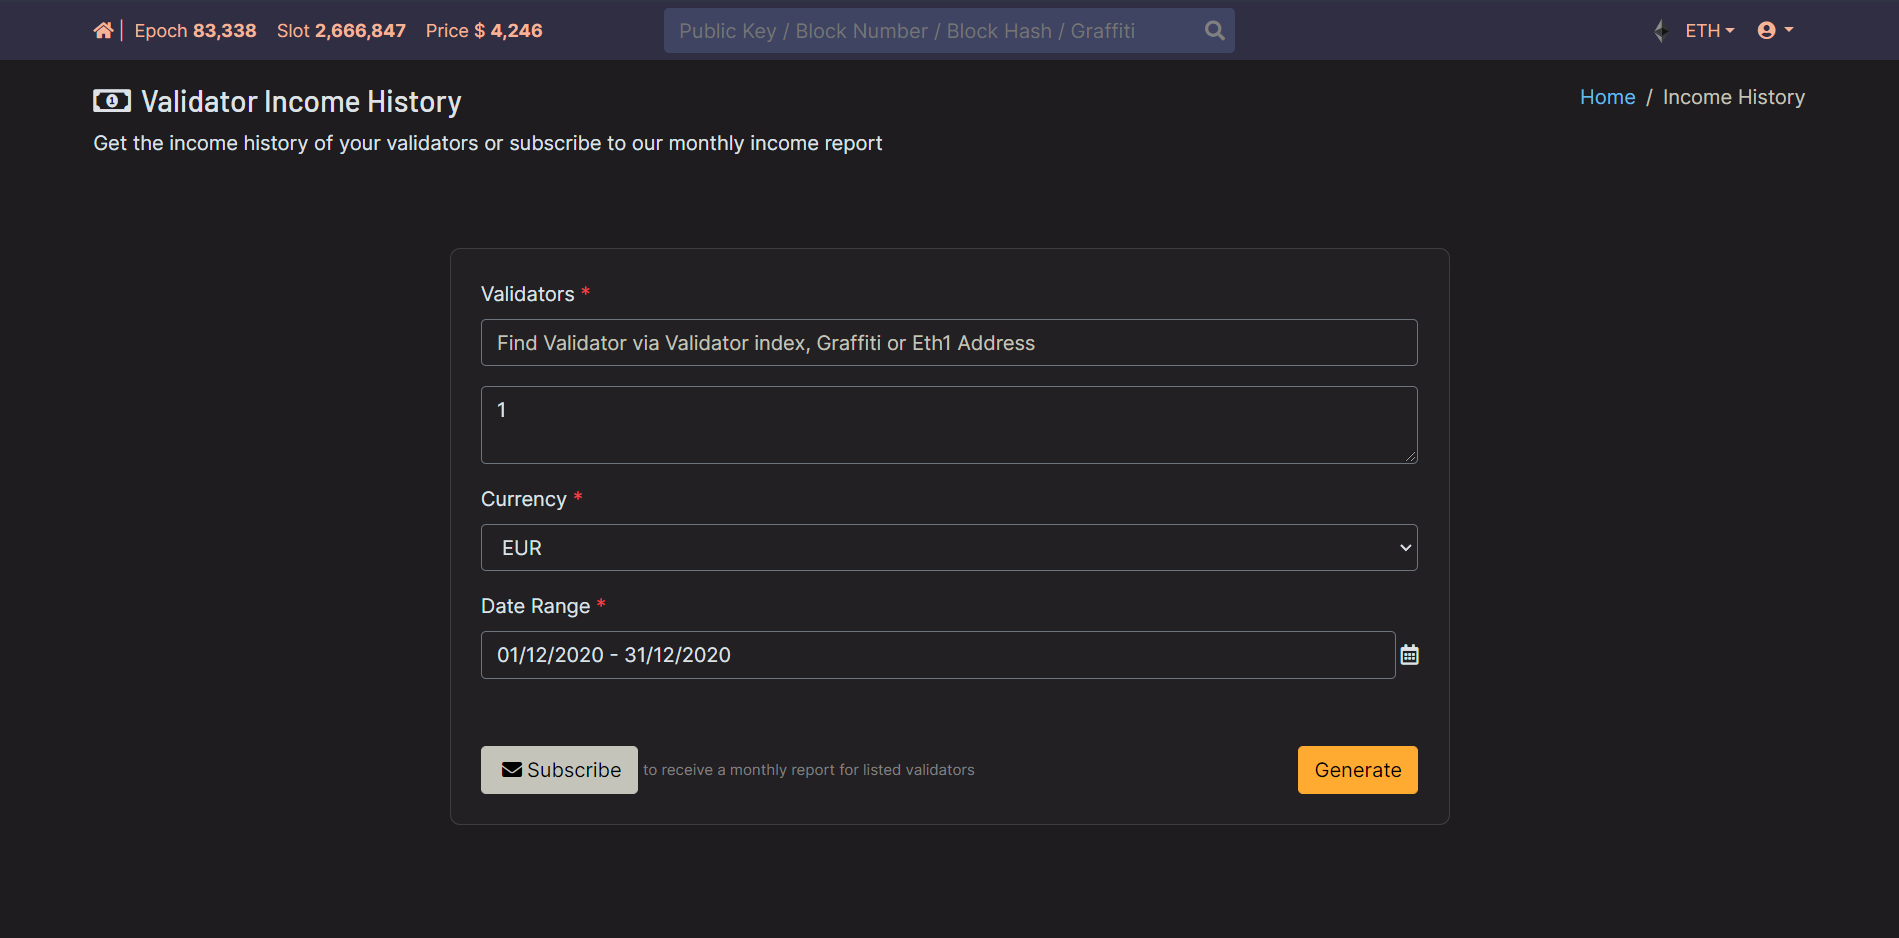 Epoch 83,338 Slot 2,666,847 Price $ 4,246
Public Key / Block Number / Block Hash / Graffiti
ETH
Validator Income History
Home / Income History
Get the income history of your validators or subscribe to our monthly income report
Validators *
Find Validator via Validator index, Graffiti or Eth1 Address
1
Currency *
EUR
Date Range *
01/12/2020 - 31/12/2020
Subscribe to receive a monthly report for listed validators
Generate